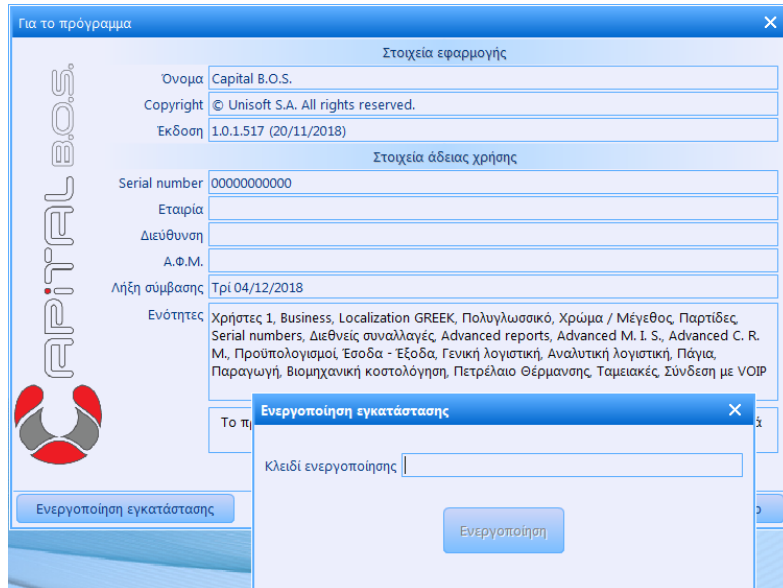 Για το πρόγραμμα
Στοιχεία εφαρμογής
Όνομα Capital B.O.S.
Copyright © Unisoft S.A. All rights reserved.
Έκδοση 1.0.1.517 (20/11/2018)
Στοιχεία άδειας χρήσης
Serial number 00000000000
Εταιρία
Διεύθυνση
Α.Φ.Μ.
Λήξη σύμβασης Τρί 04/12/2018
Ενότητες Χρήστες 1, Business, Localization GREEK, Πολυγλωσσικό, Χρώμα / Μέγεθος, Παρτίδες,
Serial numbers, Διεθνείς συναλλαγές, Advanced reports, Advanced M. I. S., Advanced C. R.
M., Προϋπολογισμοί, Έσοδα - Έξοδα, Γενική λογιστική, Αναλυτική λογιστική, Πάγια,
Παραγωγή, Βιομηχανική κοστολόγηση, Πετρέλαιο Θέρμανσης, Ταμειακές, Σύνδεση με VOIP
CAPiTAL B.O.S.
Το
Ενεργοποίηση εγκατάστασης
Κλειδί ενεργοποίησης
Ενεργοποίηση
Ενεργοποίηση εγκατάστασης